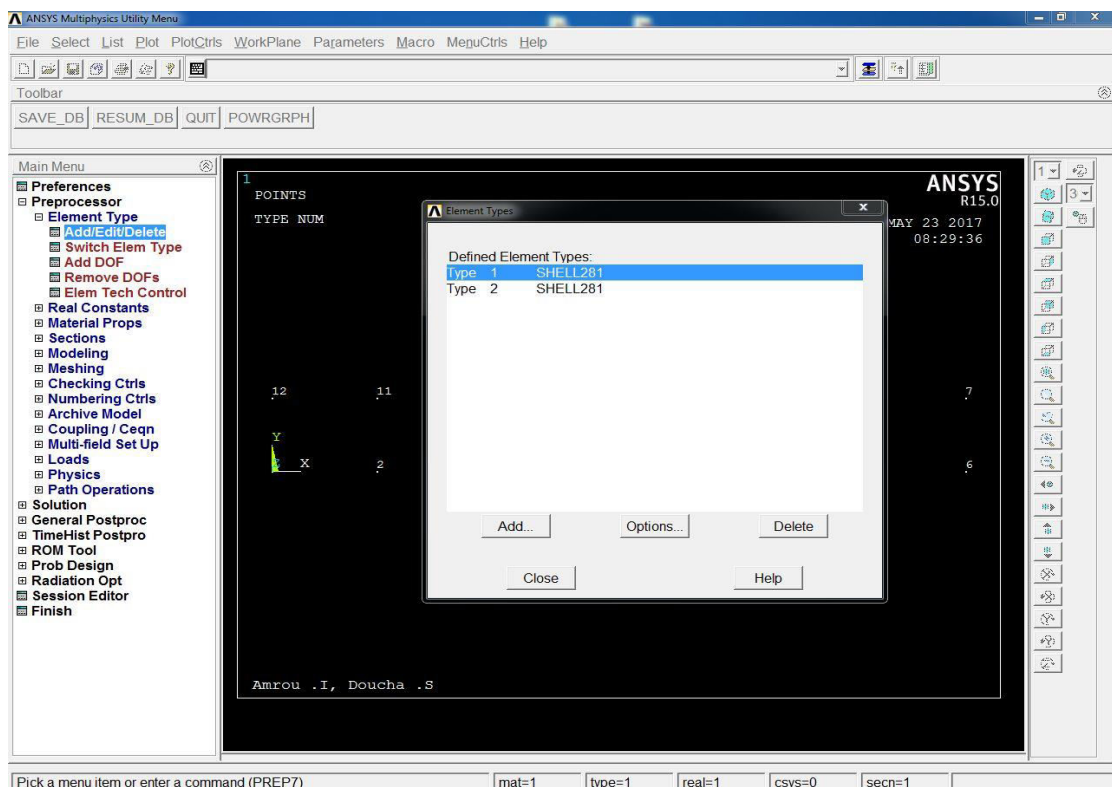 ANSYS Multiphysics Utility Menu
File Select List Plot PlotCtrls WorkPlane Parameters Macro MenuCtrls Help
Toolbar
SAVE_DB RESUM_DB QUIT POWRGRPH
Main Menu
Preferences
Preprocessor
Element Type
Add/Edit/Delete
Switch Elem Type
Add DOF
Remove DOFs
Elem Tech Control
Real Constants
Material Props
Sections
Modeling
Meshing
Checking Ctrls
Numbering Ctrls
Archive Model
Coupling / Ceqn
Multi-field Set Up
Loads
Physics
Path Operations
Solution
General Postproc
TimeHist Postpro
ROM Tool
Prob Design
Radiation Opt
Session Editor
Finish
1
POINTS
TYPE NUM
ANSYS
R15.0
MAY 23 2017
08:29:36
Element Types
Defined Element Types:
Type 1 SHELL281
Type 2 SHELL281
Add... Options... Delete
Close Help
12 11 7
Y
X 2 6
Amrou .I, Doucha .S
1
3
Pick a menu item or enter a command (PREP7) mat=1 type=1 real=1 csys=0 secn=1